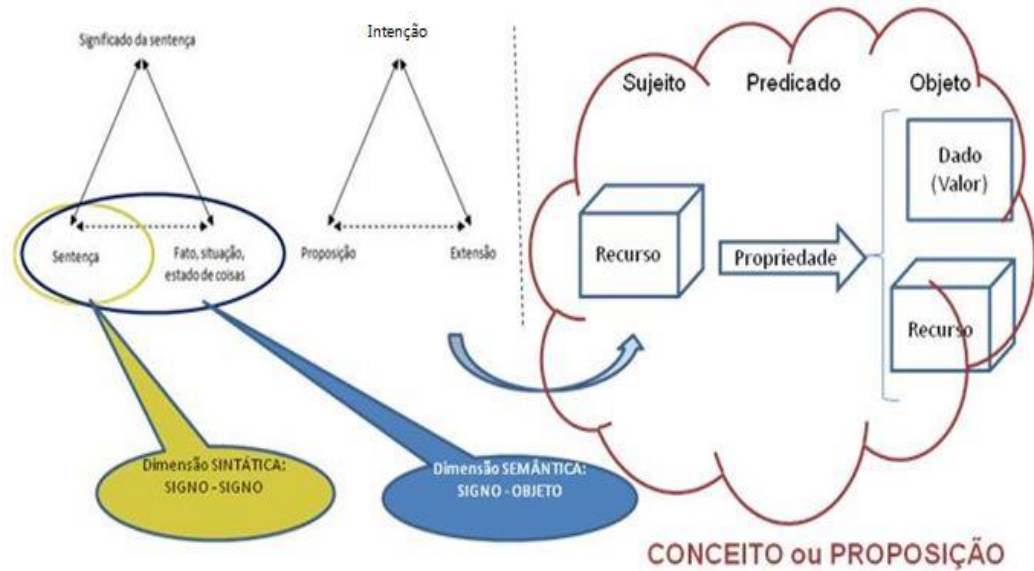 Significado da sentença
Intenção
Sentença
Fato, situação,
estado de coisas
Proposição
Extensão
Dimensão SINTÁTICA:
SIGNO - SIGNO
Dimensão SEMÂNTICA:
SIGNO - OBJETO
Sujeito
Predicado
Objeto
Recurso
Propriedade
Dado
(Valor)
Recurso
CONCEITO ou PROPOSIÇÃO